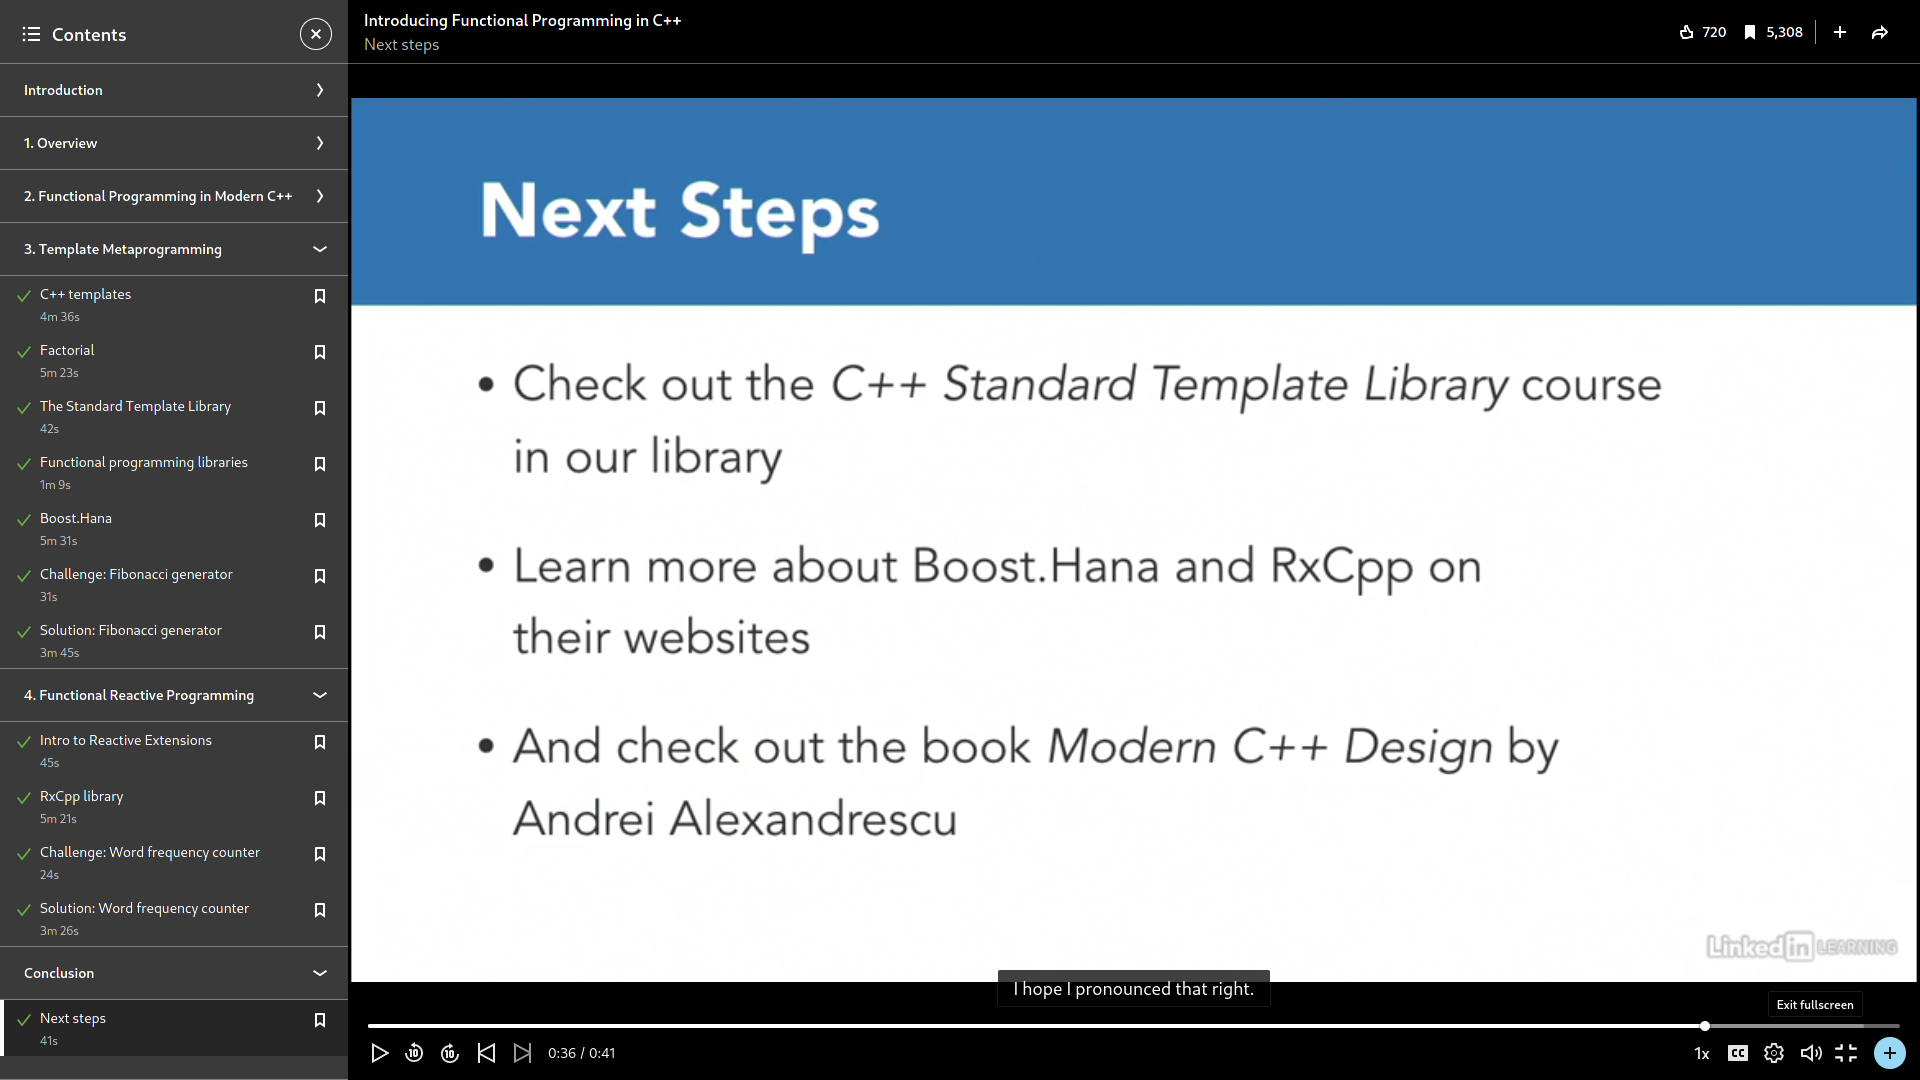 Contents
Introduction
1. Overview
2. Functional Programming in Modern C++
3. Template Metaprogramming
C++ templates
4m 36s
Factorial
5m 23s
The Standard Template Library
42s
Functional programming libraries
1m 9s
Boost.Hana
5m 31s
Challenge: Fibonacci generator
31s
Solution: Fibonacci generator
3m 45s
4. Functional Reactive Programming
Intro to Reactive Extensions
45s
RxCpp library
5m 21s
Challenge: Word frequency counter
24s
Solution: Word frequency counter
3m 26s
Conclusion
Next steps
41s
Introducing Functional Programming in C++
Next steps
720
5,308
Next Steps
• Check out the C++ Standard Template Library course
in our library
• Learn more about Boost.Hana and RxCpp on
their websites
• And check out the book Modern C++ Design by
Andrei Alexandrescu
LinkedIn LEARNING
I hope I pronounced that right.
Exit fullscreen
10
10
0:36 / 0:41
1x
CC